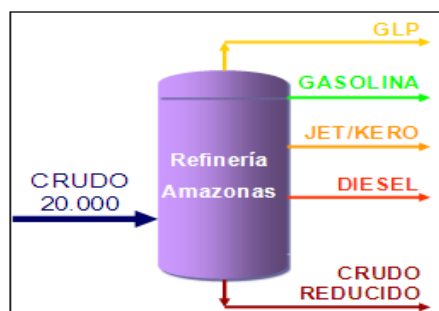 GLP
GASOLINA
JET/KERO
Refinería
Amazonas
CRUDO
20.000
DIESEL
CRUDO
REDUCIDO